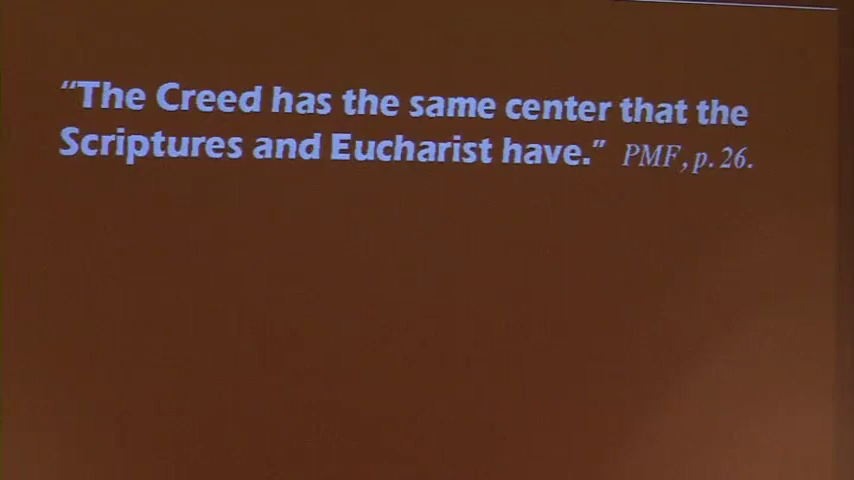 “The Creed has the same center that the
Scriptures and Eucharist have.” PMF, p. 26.